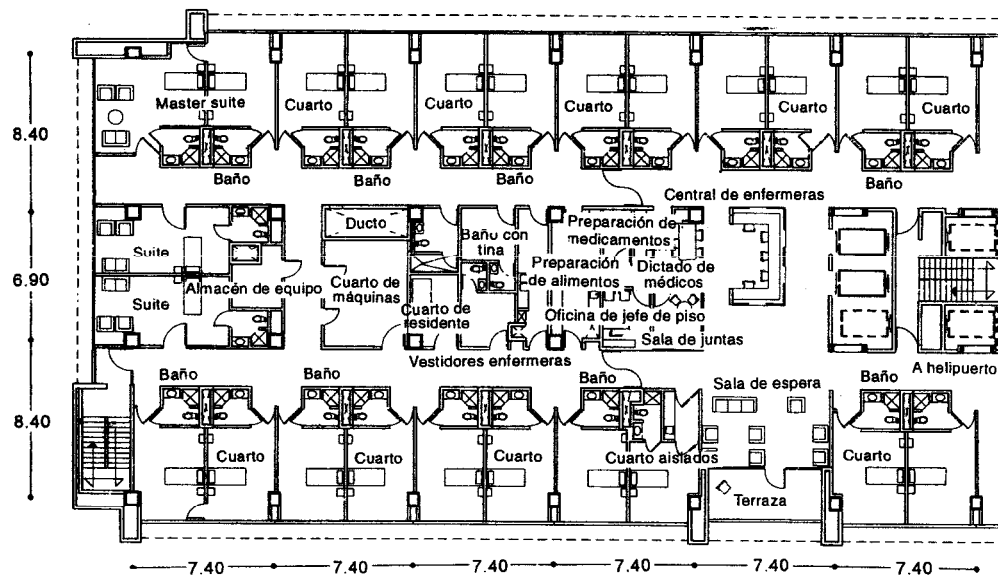 Master suite
Cuarto
Cuarto
Cuarto
Cuarto
Cuarto
8.40
Baño
Baño
Baño
Baño
Central de enfermeras
Ducto
Baño con
tina
Preparación de
medicamentos
Suite
6.90
Almacén de equipo
Cuarto de
máquinas
Preparación
de alimentos
Dictado de
médicos
Suite
Cuarto de
residente
Oficina de jefe de piso
Sala de juntas
Vestidores enfermeras
A helipuerto
Baño
Baño
Baño
Sala de espera
Baño
8.40
Cuarto
Cuarto
Cuarto
Cuarto aislados
Cuarto
Terraza
7.40
7.40
7.40
7.40
7.40
7.40